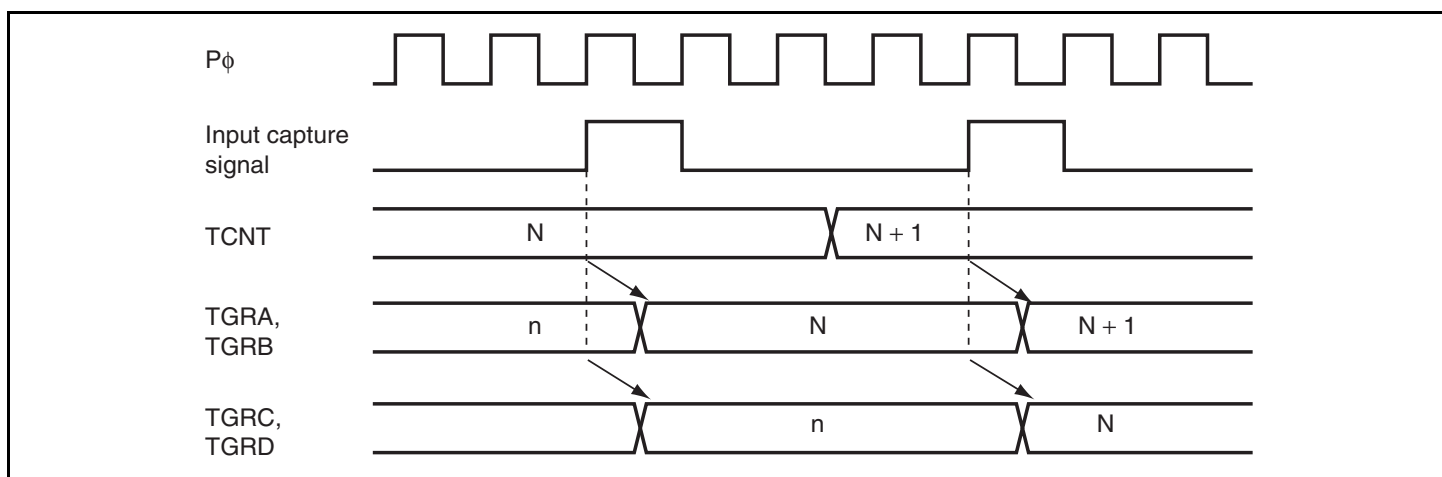 Pϕ
Input capture
signal
TCNT
N
N + 1
TGRA,
TGRB
n
N
N + 1
TGRC,
TGRD
n
N